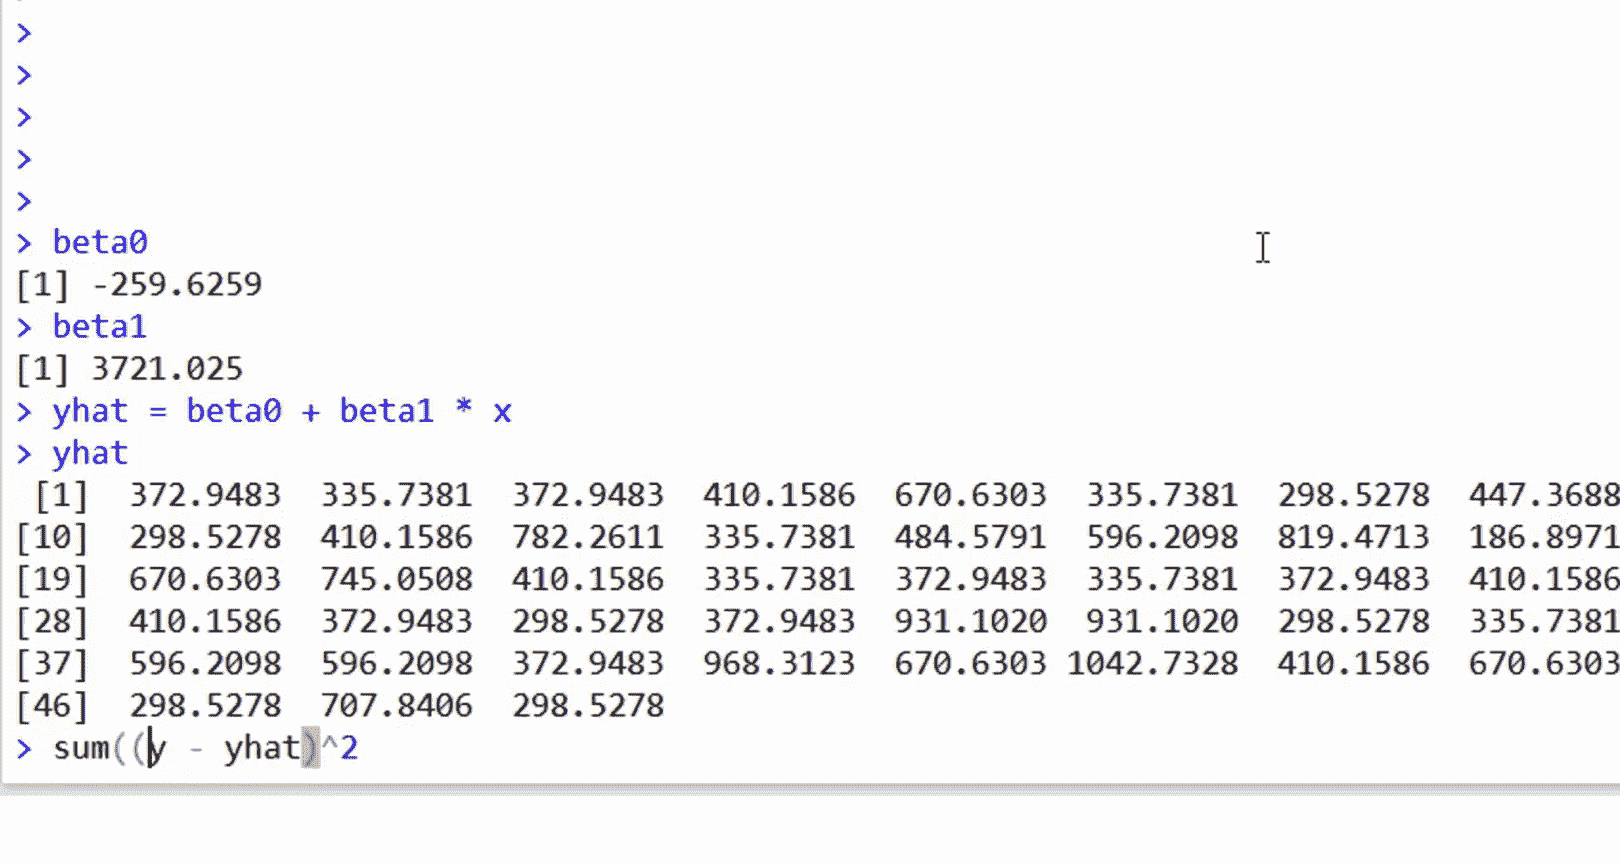 >
>
>
>
>
> beta0
[1] -259.6259
> beta1
[1] 3721.025
> yhat = beta0 + beta1 * x
> yhat
[1] 372.9483 335.7381 372.9483 410.1586 670.6303 335.7381 298.5278 447.3688
[10] 298.5278 410.1586 782.2611 335.7381 484.5791 596.2098 819.4713 186.8971
[19] 670.6303 745.0508 410.1586 335.7381 372.9483 335.7381 372.9483 410.1586
[28] 410.1586 372.9483 298.5278 372.9483 931.1020 931.1020 298.5278 335.7381
[37] 596.2098 596.2098 372.9483 968.3123 670.6303 1042.7328 410.1586 670.6303
[46] 298.5278 707.8406 298.5278
> sum((y - yhat)^2